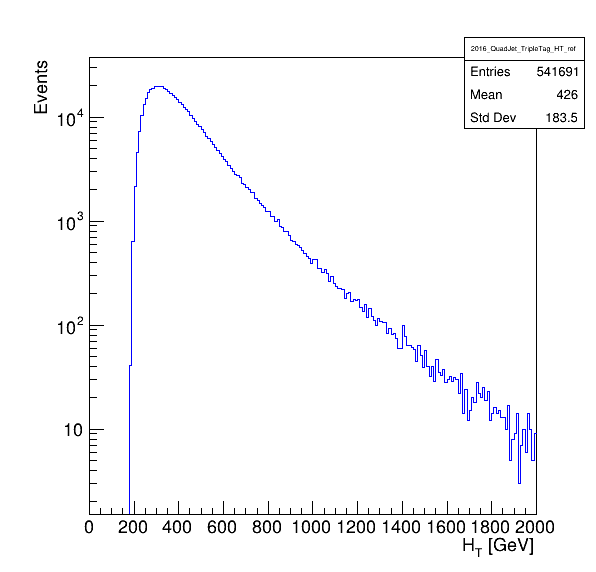 2016_QuadJet_TripleTag_HT_ref
Entries 541691
Mean 426
Std Dev 183.5
Events
10^4
10^3
10^2
10
0 200 400 600 800 1000 1200 1400 1600 1800 2000
H_T [GeV]